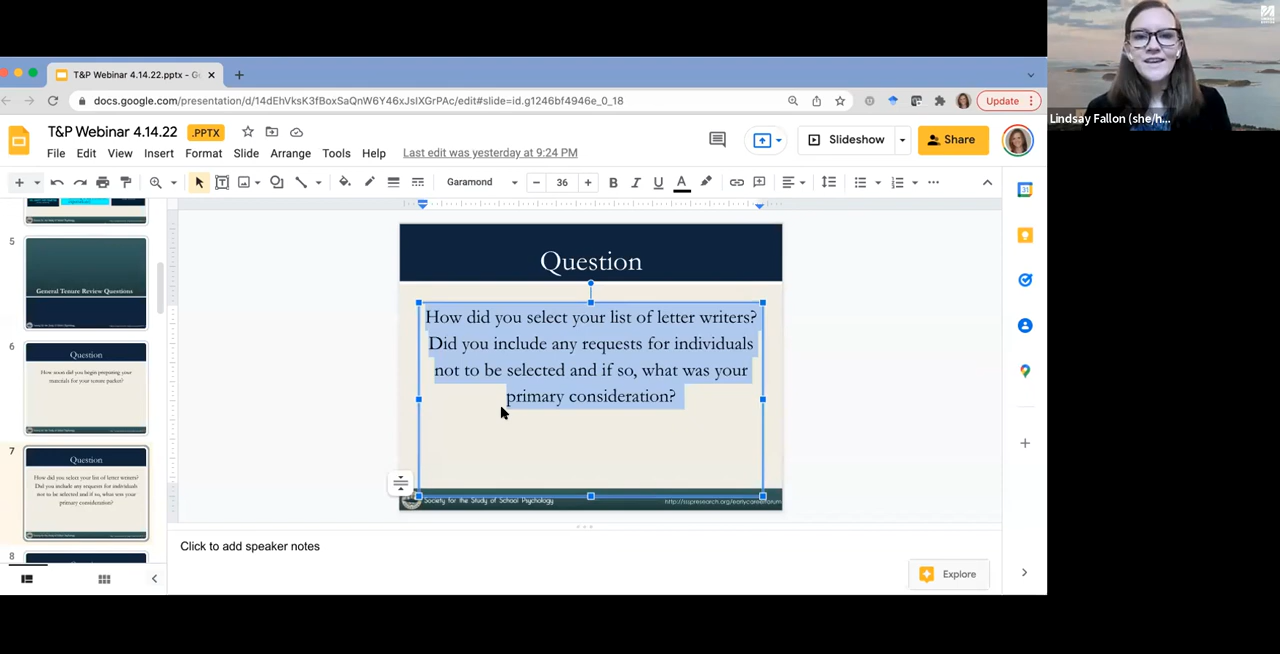 T&P Webinar 4.14.22.pptx - G
Update
docs.google.com/presentation/d/14dEhVksK3fBoxSaQnW6Y46xJsIXGrPAc/edit#slide=id.g1246bf4946e_0_18
Lindsay Fallon (she/h...
T&P Webinar 4.14.22
.PPTX
Slideshow
Share
File Edit View Insert Format Slide Arrange Tools Help
Last edit was yesterday at 9:24 PM
Garamond
36
B I U A
31
5
General Tenure Review Questions
6
Question
How soon did you begin preparing your
materials for your tenure packet?
7
Question
How did you select your list of letter writers?
Did you include any requests for individuals
not to be selected and if so, what was your
primary consideration?
8
Question
How did you select your list of letter writers?
Did you include any requests for individuals
not to be selected and if so, what was your
primary consideration?
Society for the Study of School Psychology
Click to add speaker notes
Explore